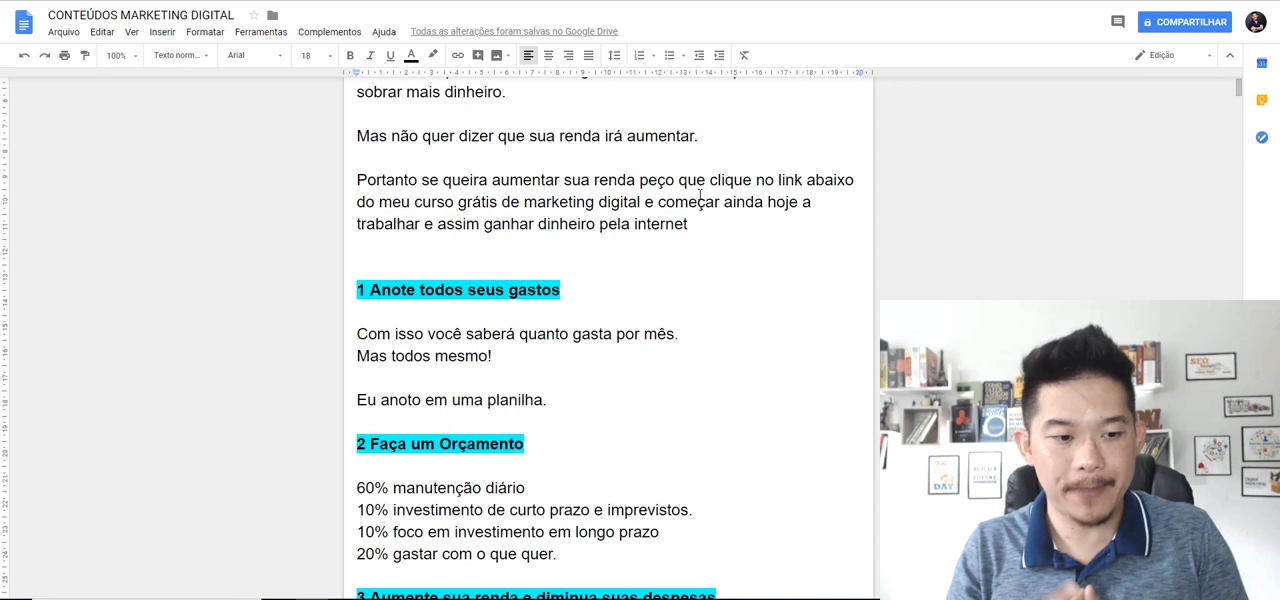 CONTEÚDOS MARKETING DIGITAL
Arquivo Editar Ver Inserir Formatar Ferramentas Complementos Ajuda Todas as alterações foram salvas no Google Drive
COMPARTILHAR
100% Texto norm... Arial 18 B I U A Edição
sobrar mais dinheiro.
Mas não quer dizer que sua renda irá aumentar.
Portanto se queira aumentar sua renda peço que clique no link abaixo
do meu curso grátis de marketing digital e começar ainda hoje a
trabalhar e assim ganhar dinheiro pela internet
1 Anote todos seus gastos
Com isso você saberá quanto gasta por mês.
Mas todos mesmo!
Eu anoto em uma planilha.
2 Faça um Orçamento
60% manutenção diário
10% investimento de curto prazo e imprevistos.
10% foco em investimento em longo prazo
20% gastar com o que quer.
3 Aumente sua renda e diminua suas despesas
SEO
DAY